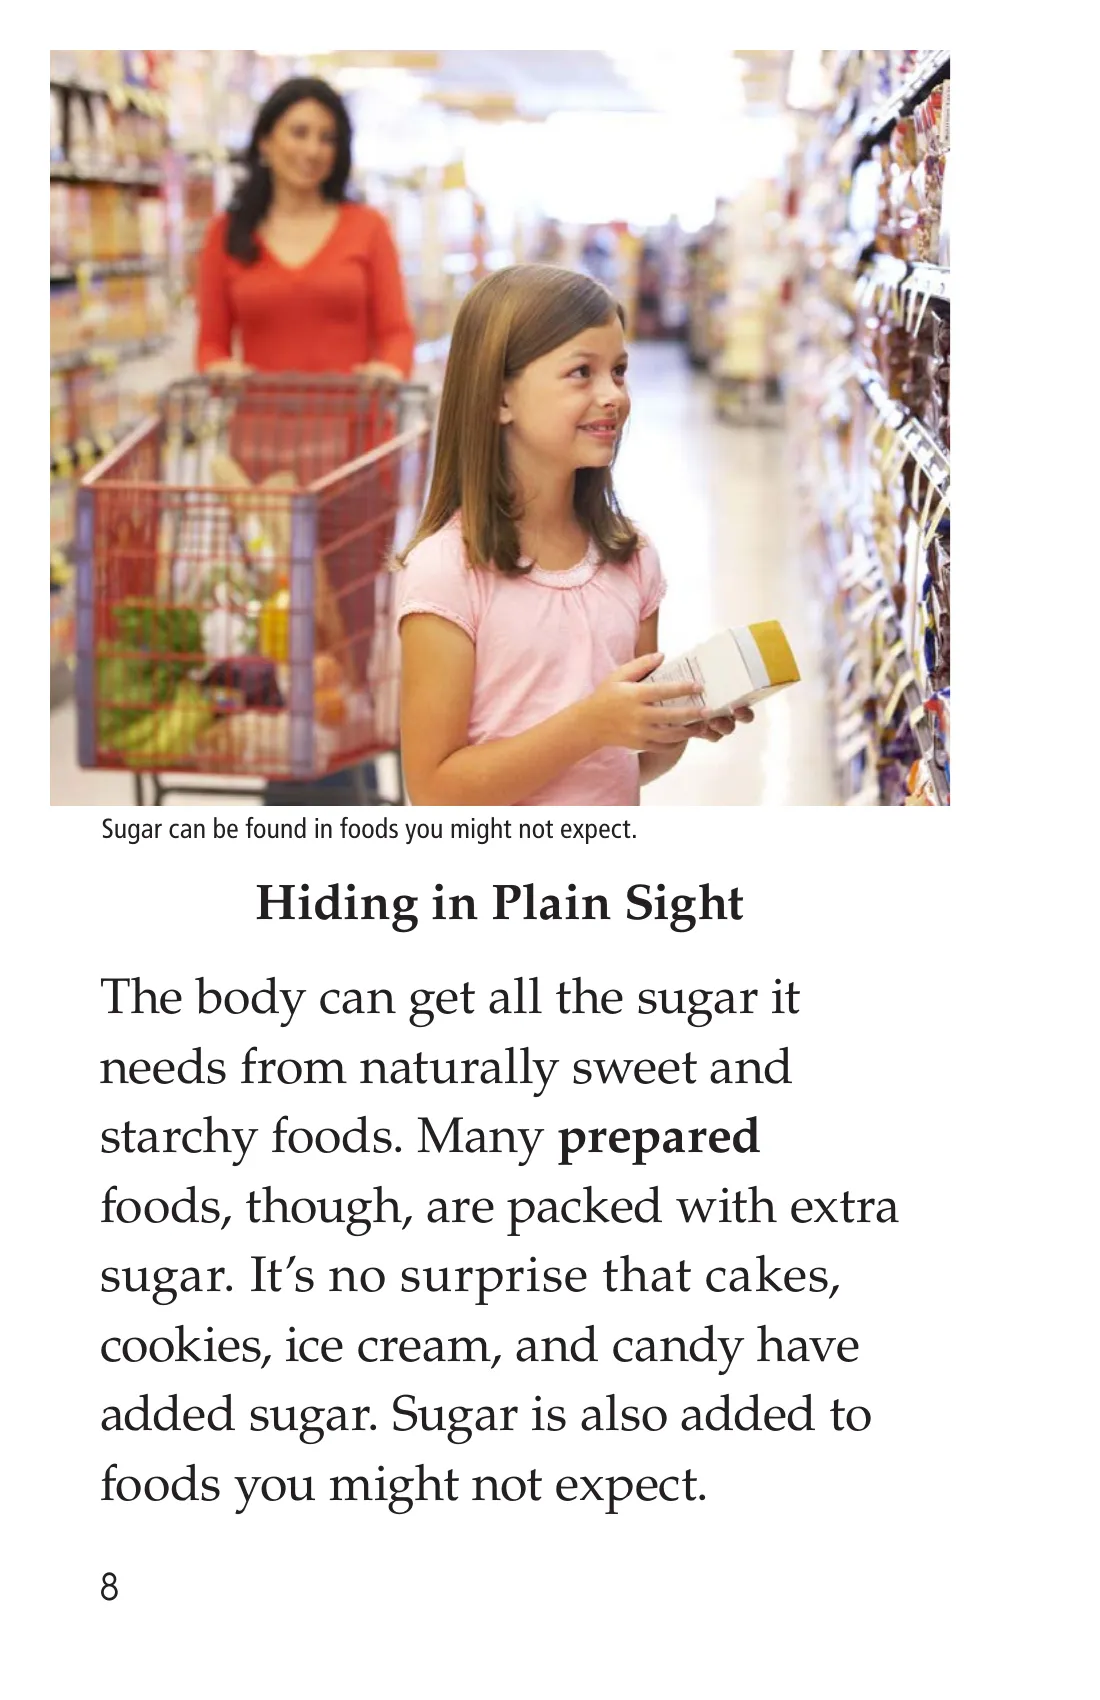 Sugar can be found in foods you might not expect.
Hiding in Plain Sight
The body can get all the sugar it
needs from naturally sweet and
starchy foods. Many prepared
foods, though, are packed with extra
sugar. It’s no surprise that cakes,
cookies, ice cream, and candy have
added sugar. Sugar is also added to
foods you might not expect.
8